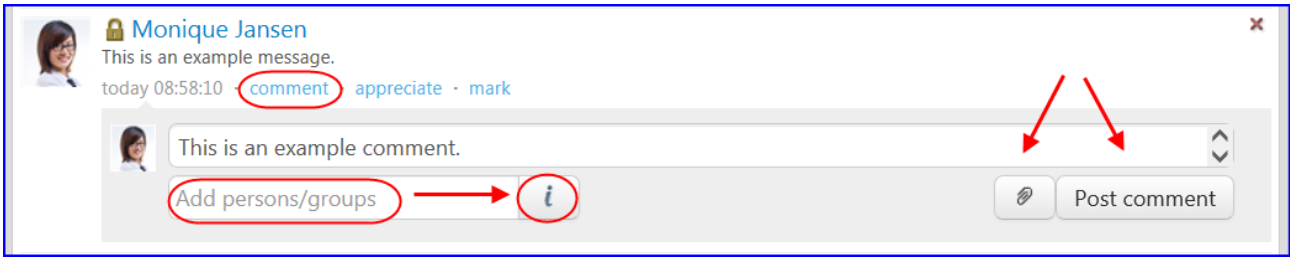 Monique Jansen
This is an example message.
today 08:58:10 · comment · appreciate · mark
This is an example comment.
Add persons/groups i Post comment